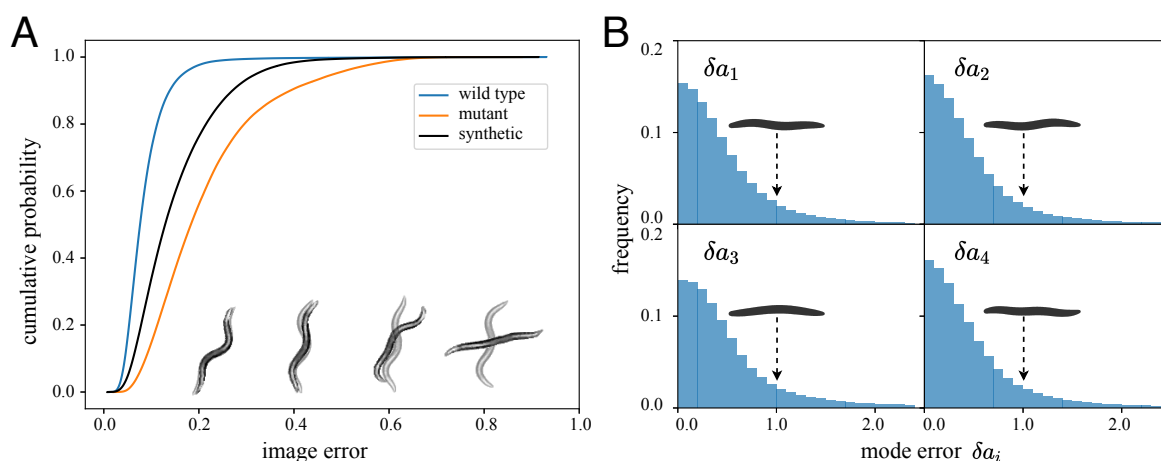 A
cumulative probability
1.0
0.8
0.6
0.4
0.2
0.0
wild type
mutant
synthetic
0.0 0.2 0.4 0.6 0.8 1.0
image error
B
frequency
0.2
0.1
0.0
δa₁
δa₂
0.2
0.1
0.0
δa₃
δa₄
0.0 1.0 2.0 0.0 1.0 2.0
mode error δaᵢ